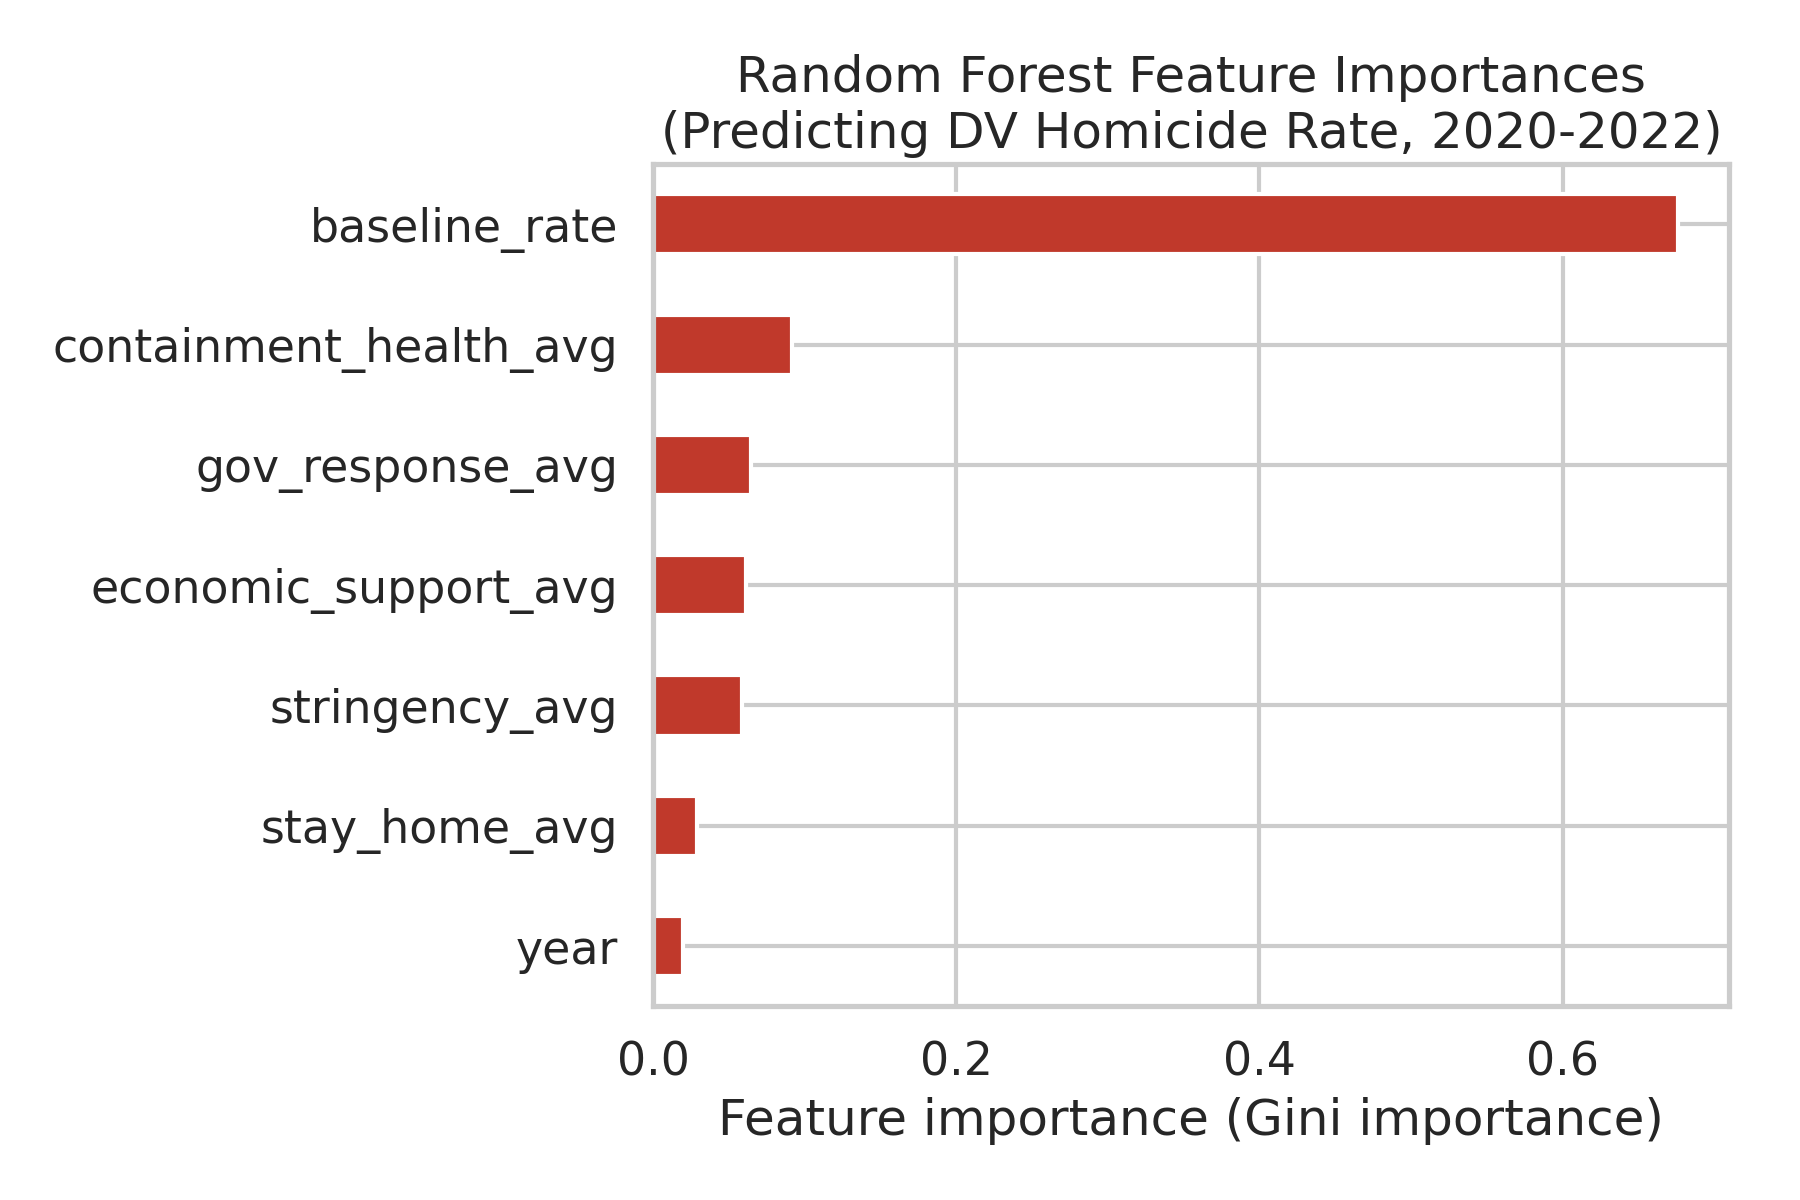 Random Forest Feature Importances
(Predicting DV Homicide Rate, 2020-2022)
baseline_rate
containment_health_avg
gov_response_avg
economic_support_avg
stringency_avg
stay_home_avg
year
0.0 0.2 0.4 0.6
Feature importance (Gini importance)